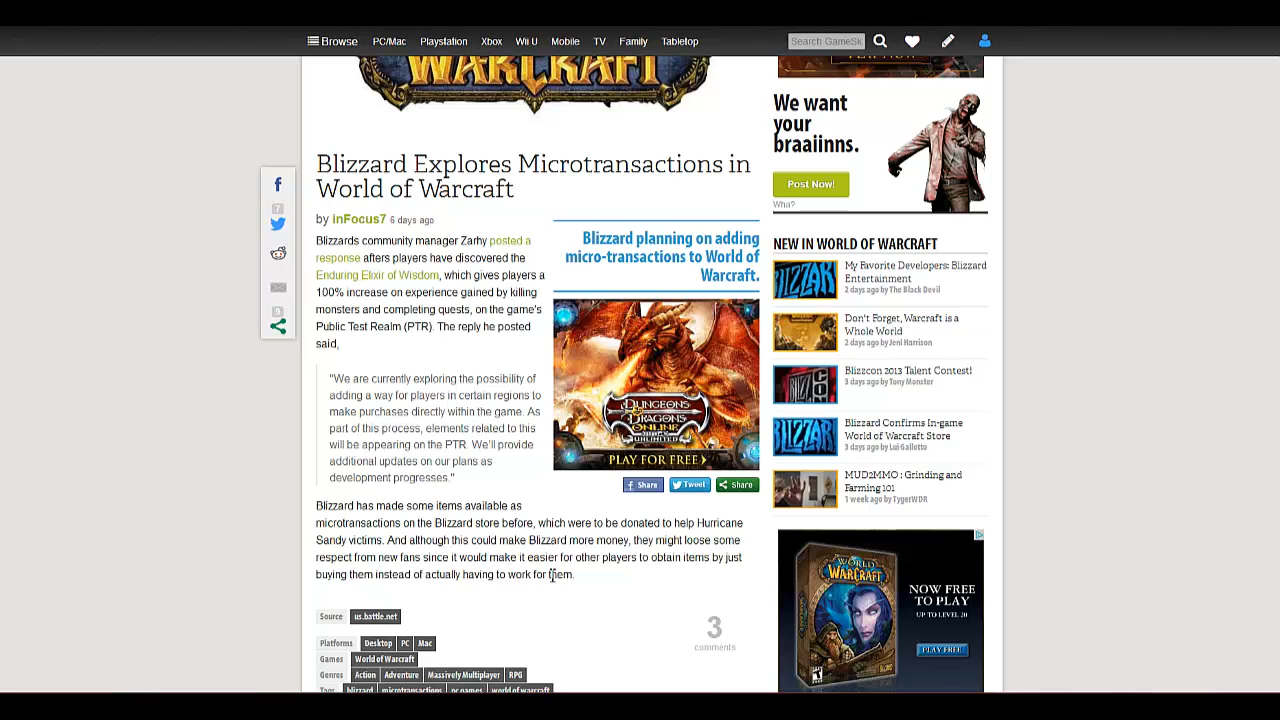 Browse PC/Mac Playstation Xbox Wii U Mobile TV Family Tabletop Search GameSk
WARCRAFT
Blizzard Explores Microtransactions in
World of Warcraft
by inFocus7 6 days ago
Blizzards community manager Zarhy posted a
response afters players have discovered the
Enduring Elixir of Wisdom, which gives players a
100% increase on experience gained by killing
monsters and completing quests, on the game's
Public Test Realm (PTR). The reply he posted
said,
"We are currently exploring the possibility of
adding a way for players in certain regions to
make purchases directly within the game. As
part of this process, elements related to this
will be appearing on the PTR. We'll provide
additional updates on our plans as
development progresses."
Blizzard planning on adding
micro-transactions to World of
Warcraft.
DUNGEONS
& DRAGONS
ONLINE
UNLIMITED
PLAY FOR FREE
Share Tweet Share
Blizzard has made some items available as
microtransactions on the Blizzard store before, which were to be donated to help Hurricane
Sandy victims. And although this could make Blizzard more money, they might loose some
respect from new fans since it would make it easier for other players to obtain items by just
buying them instead of actually having to work for them.
Source us.battle.net
Platforms Desktop PC Mac
Games World of Warcraft
Genres Action Adventure Massively Multiplayer RPG
Tags blizzard microtransactions pc games world of warcraft
3
comments
7
9
We want
your
braaiinns.
Post Now!
Wha?
NEW IN WORLD OF WARCRAFT
My Favorite Developers: Blizzard
Entertainment
2 days ago by The Black Devil
Don't Forget, Warcraft is a
Whole World
2 days ago by Jeni Harrison
Blizzcon 2013 Talent Contest!
3 days ago by Tony Monster
Blizzard Confirms In-game
World of Warcraft Store
3 days ago by Lui Gallotto
MUD2MMO : Grinding and
Farming 101
1 week ago by TygerWDR
WORLD
WARCRAFT
NOW FREE
TO PLAY
UP TO LEVEL 20
PLAY FREE